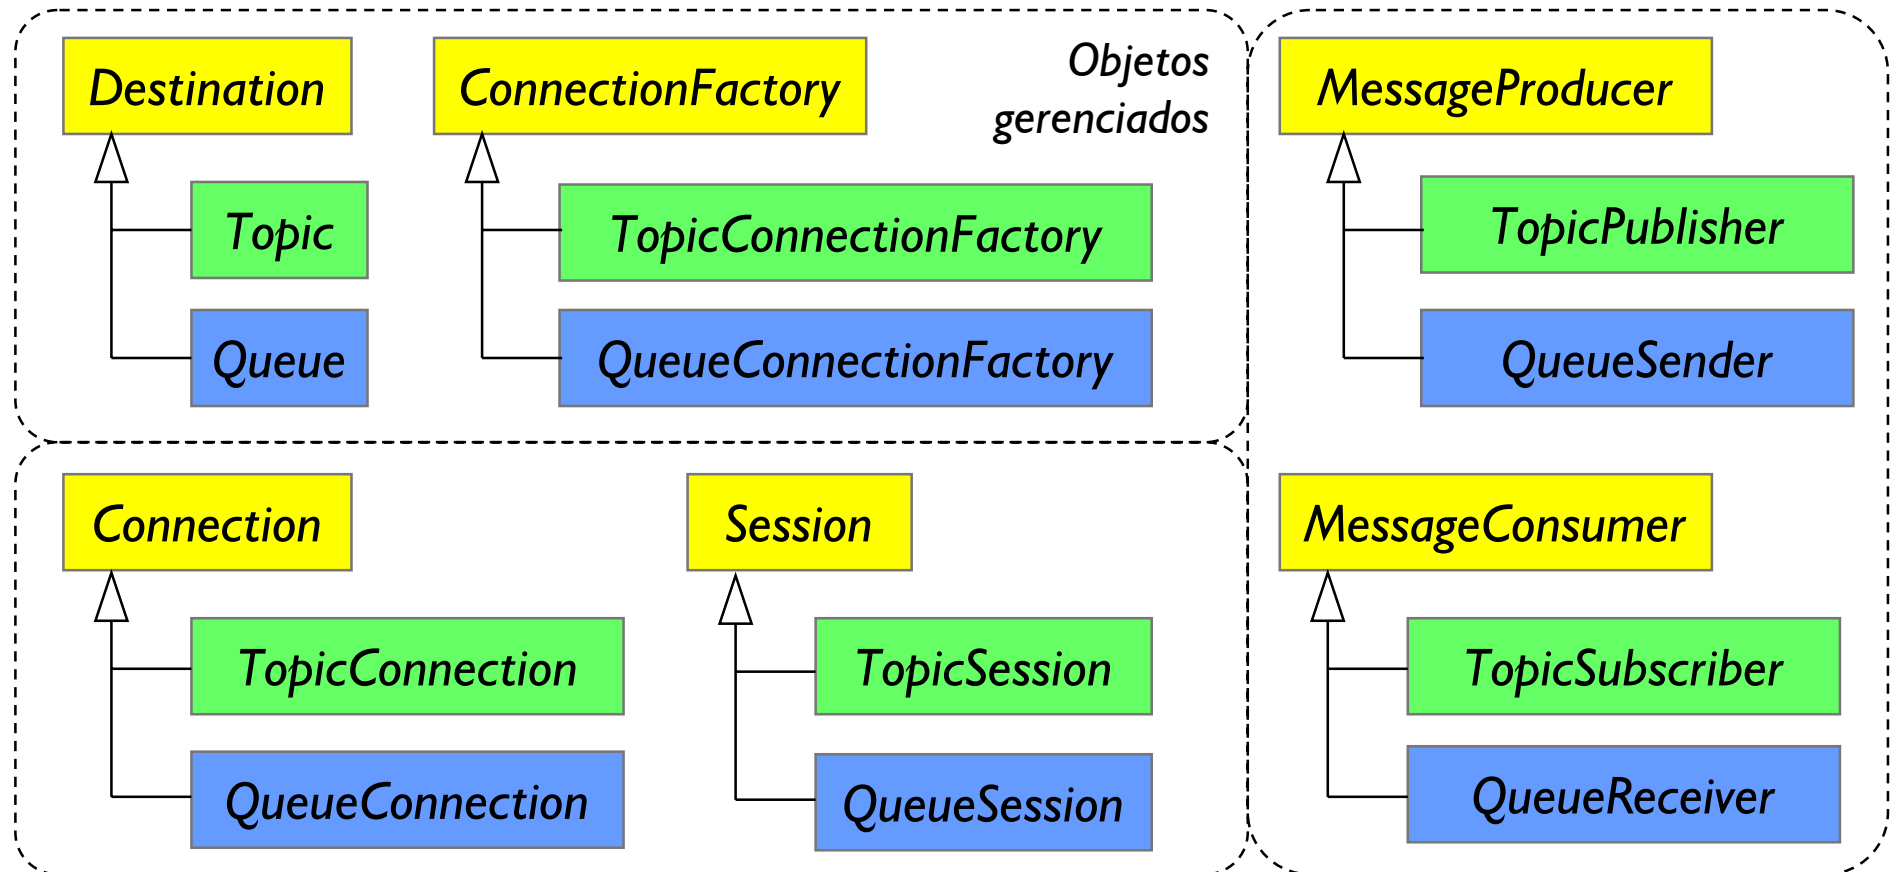 Destination
Topic
Queue
ConnectionFactory
TopicConnectionFactory
QueueConnectionFactory
Objetos
gerenciados
MessageProducer
TopicPublisher
QueueSender
Connection
TopicConnection
QueueConnection
Session
TopicSession
QueueSession
MessageConsumer
TopicSubscriber
QueueReceiver